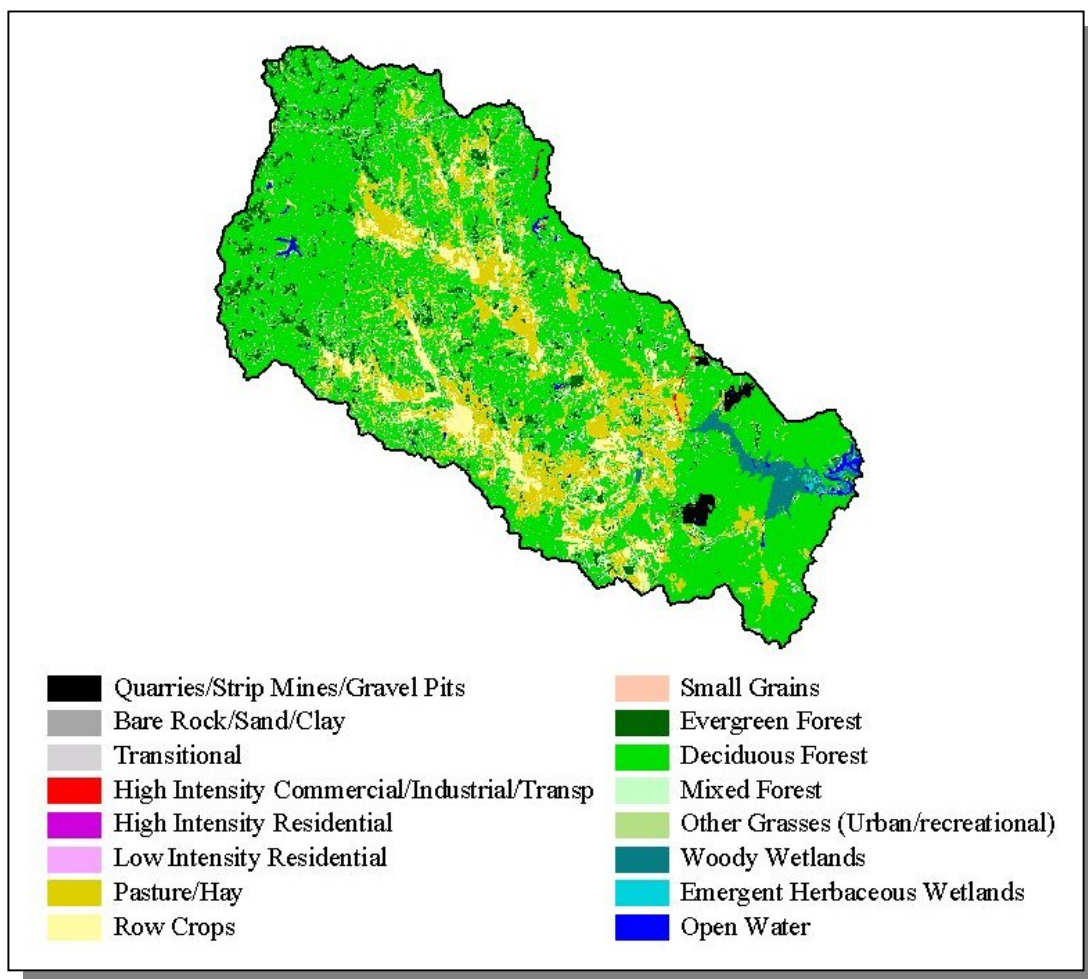 Quarries/Strip Mines/Gravel Pits
Bare Rock/Sand/Clay
Transitional
High Intensity Commercial/Industrial/Transp
High Intensity Residential
Low Intensity Residential
Pasture/Hay
Row Crops
Small Grains
Evergreen Forest
Deciduous Forest
Mixed Forest
Other Grasses (Urban/recreational)
Woody Wetlands
Emergent Herbaceous Wetlands
Open Water